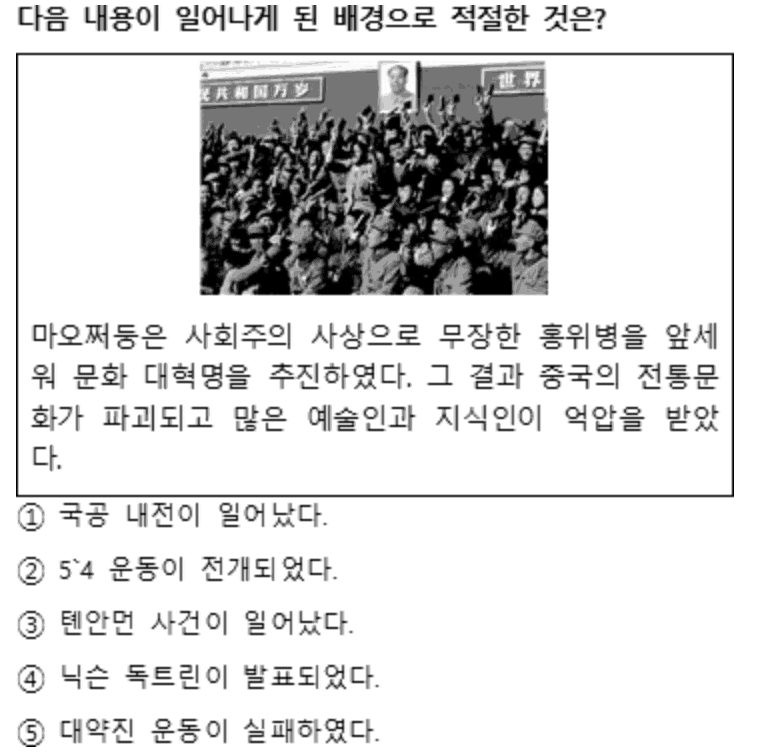 다음 내용이 일어나게 된 배경으로 적절한 것은?
民共和国万岁
世界
마오쩌둥은 사회주의 사상으로 무장한 홍위병을 앞세
워 문화 대혁명을 추진하였다. 그 결과 중국의 전통문
화가 파괴되고 많은 예술인과 지식인이 억압을 받았
다.
① 국공 내전이 일어났다.
② 5`4 운동이 전개되었다.
③ 톈안먼 사건이 일어났다.
④ 닉슨 독트린이 발표되었다.
⑤ 대약진 운동이 실패하였다.